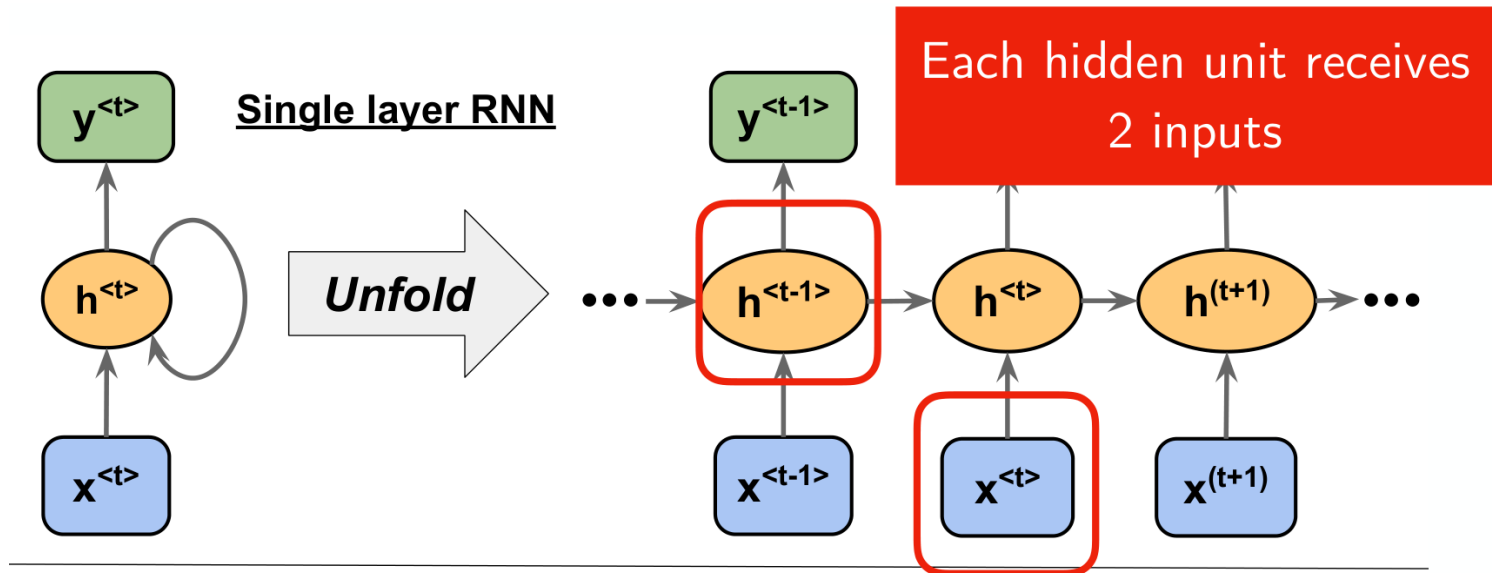 y<t>
Single layer RNN
y<t-1>
Each hidden unit receives
2 inputs
h<t>
Unfold
•••
h<t-1>
h<t>
h(t+1)
•••
x<t>
x<t-1>
x<t>
x(t+1)